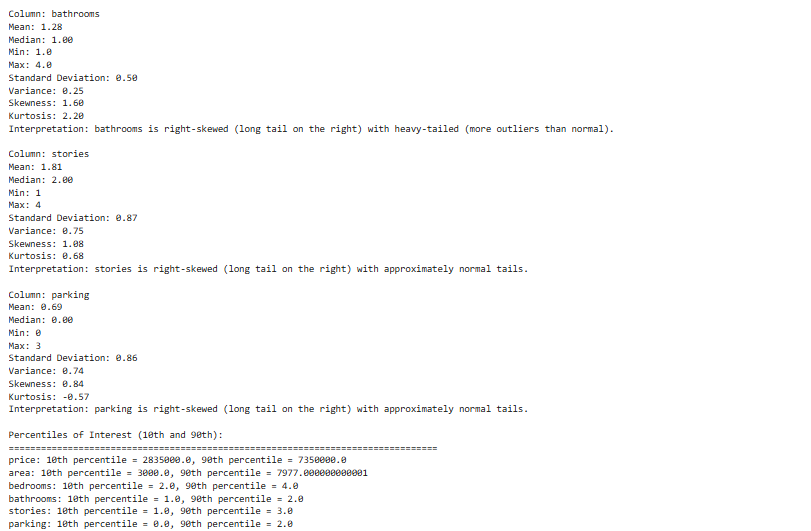 Column: bathrooms
Mean: 1.28
Median: 1.00
Min: 1.0
Max: 4.0
Standard Deviation: 0.50
Variance: 0.25
Skewness: 1.60
Kurtosis: 2.20
Interpretation: bathrooms is right-skewed (long tail on the right) with heavy-tailed (more outliers than normal).
Column: stories
Mean: 1.81
Median: 2.00
Min: 1
Max: 4
Standard Deviation: 0.87
Variance: 0.75
Skewness: 1.08
Kurtosis: 0.68
Interpretation: stories is right-skewed (long tail on the right) with approximately normal tails.
Column: parking
Mean: 0.69
Median: 0.00
Min: 0
Max: 3
Standard Deviation: 0.86
Variance: 0.74
Skewness: 0.84
Kurtosis: -0.57
Interpretation: parking is right-skewed (long tail on the right) with approximately normal tails.
Percentiles of Interest (10th and 90th):
================================================================================
price: 10th percentile = 2835000.0, 90th percentile = 7350000.0
area: 10th percentile = 3000.0, 90th percentile = 7977.000000000001
bedrooms: 10th percentile = 2.0, 90th percentile = 4.0
bathrooms: 10th percentile = 1.0, 90th percentile = 2.0
stories: 10th percentile = 1.0, 90th percentile = 3.0
parking: 10th percentile = 0.0, 90th percentile = 2.0